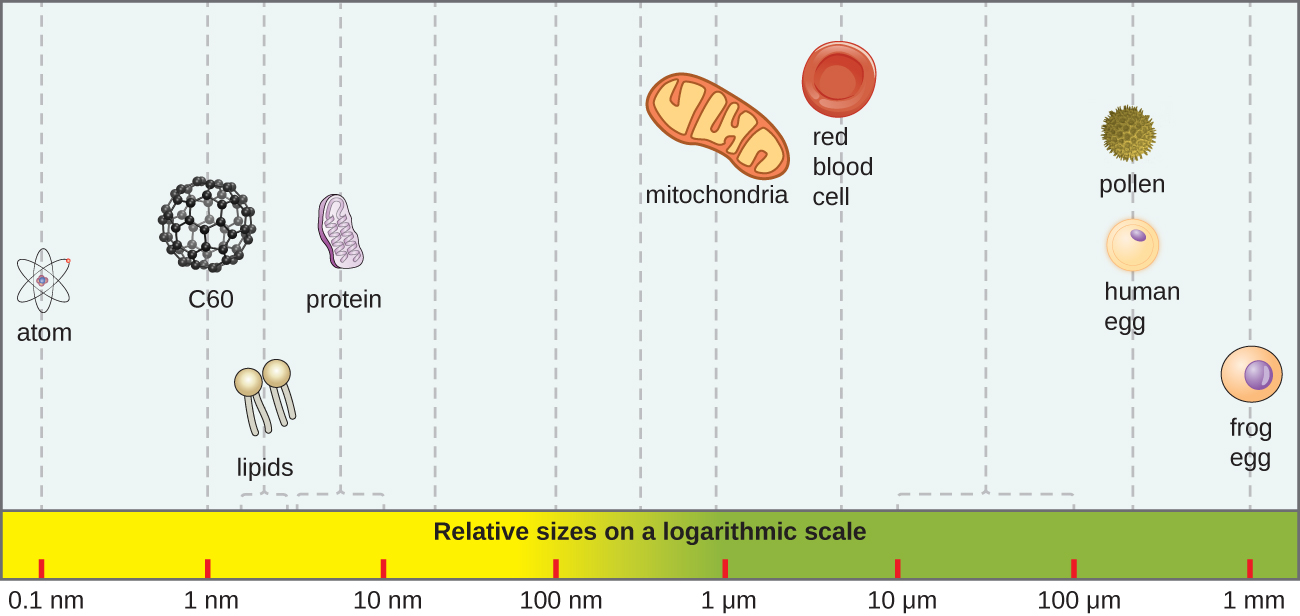 atom
C60
lipids
protein
mitochondria
red
blood
cell
pollen
human
egg
frog
egg
Relative sizes on a logarithmic scale
0.1 nm
1 nm
10 nm
100 nm
1 μm
10 μm
100 μm
1 mm